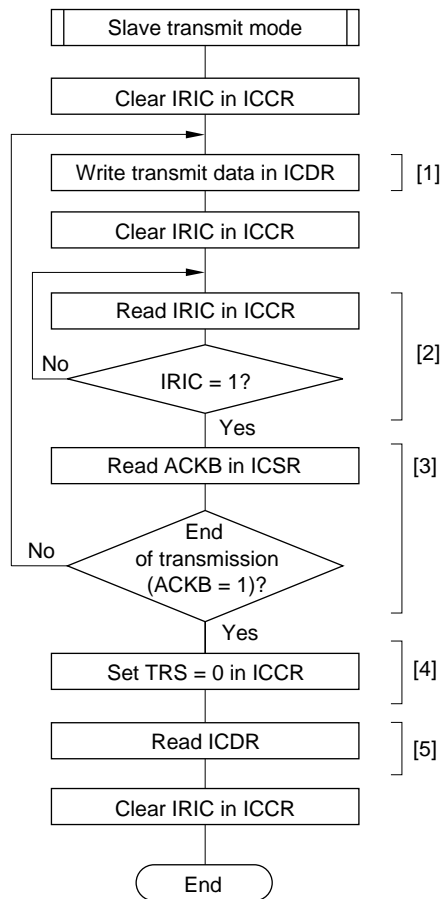 Slave transmit mode
Clear IRIC in ICCR
Write transmit data in ICDR
[1]
Clear IRIC in ICCR
Read IRIC in ICCR
[2]
No
IRIC = 1?
Yes
Read ACKB in ICSR
[3]
No
End
of transmission
(ACKB = 1)?
Yes
Set TRS = 0 in ICCR
[4]
Read ICDR
[5]
Clear IRIC in ICCR
End